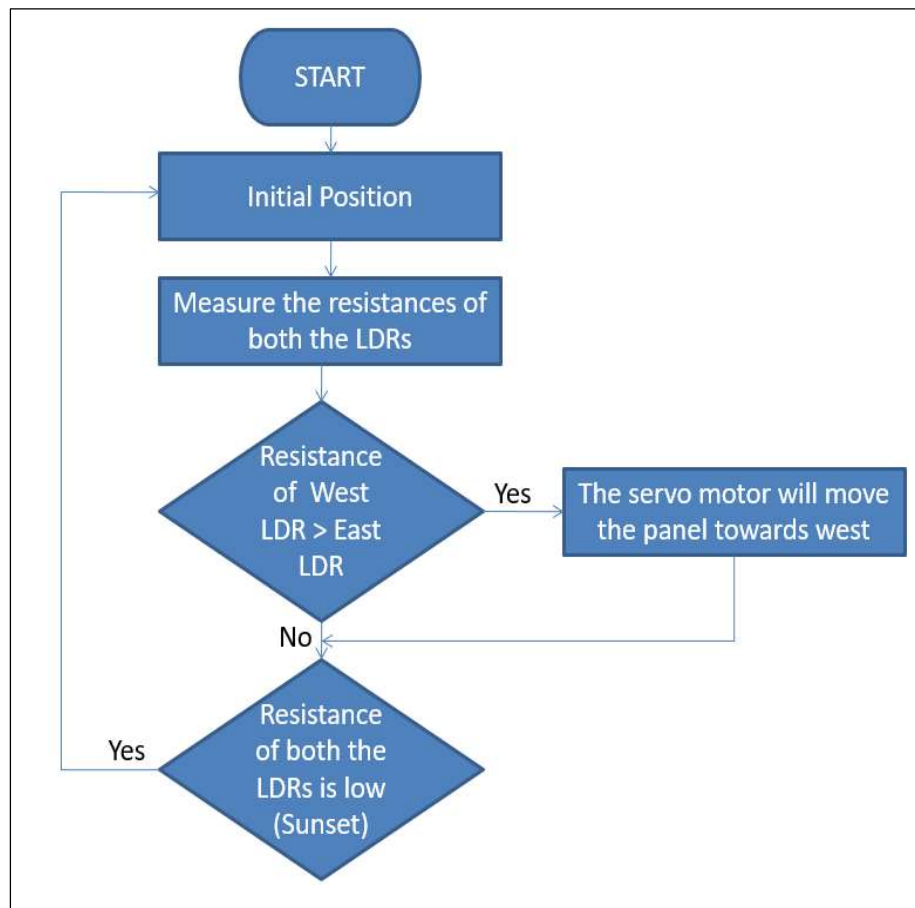 START
Initial Position
Measure the resistances of
both the LDRs
Resistance
of West
LDR > East
LDR
Yes
The servo motor will move
the panel towards west
No
Resistance
of both the
LDRs is low
(Sunset)
Yes